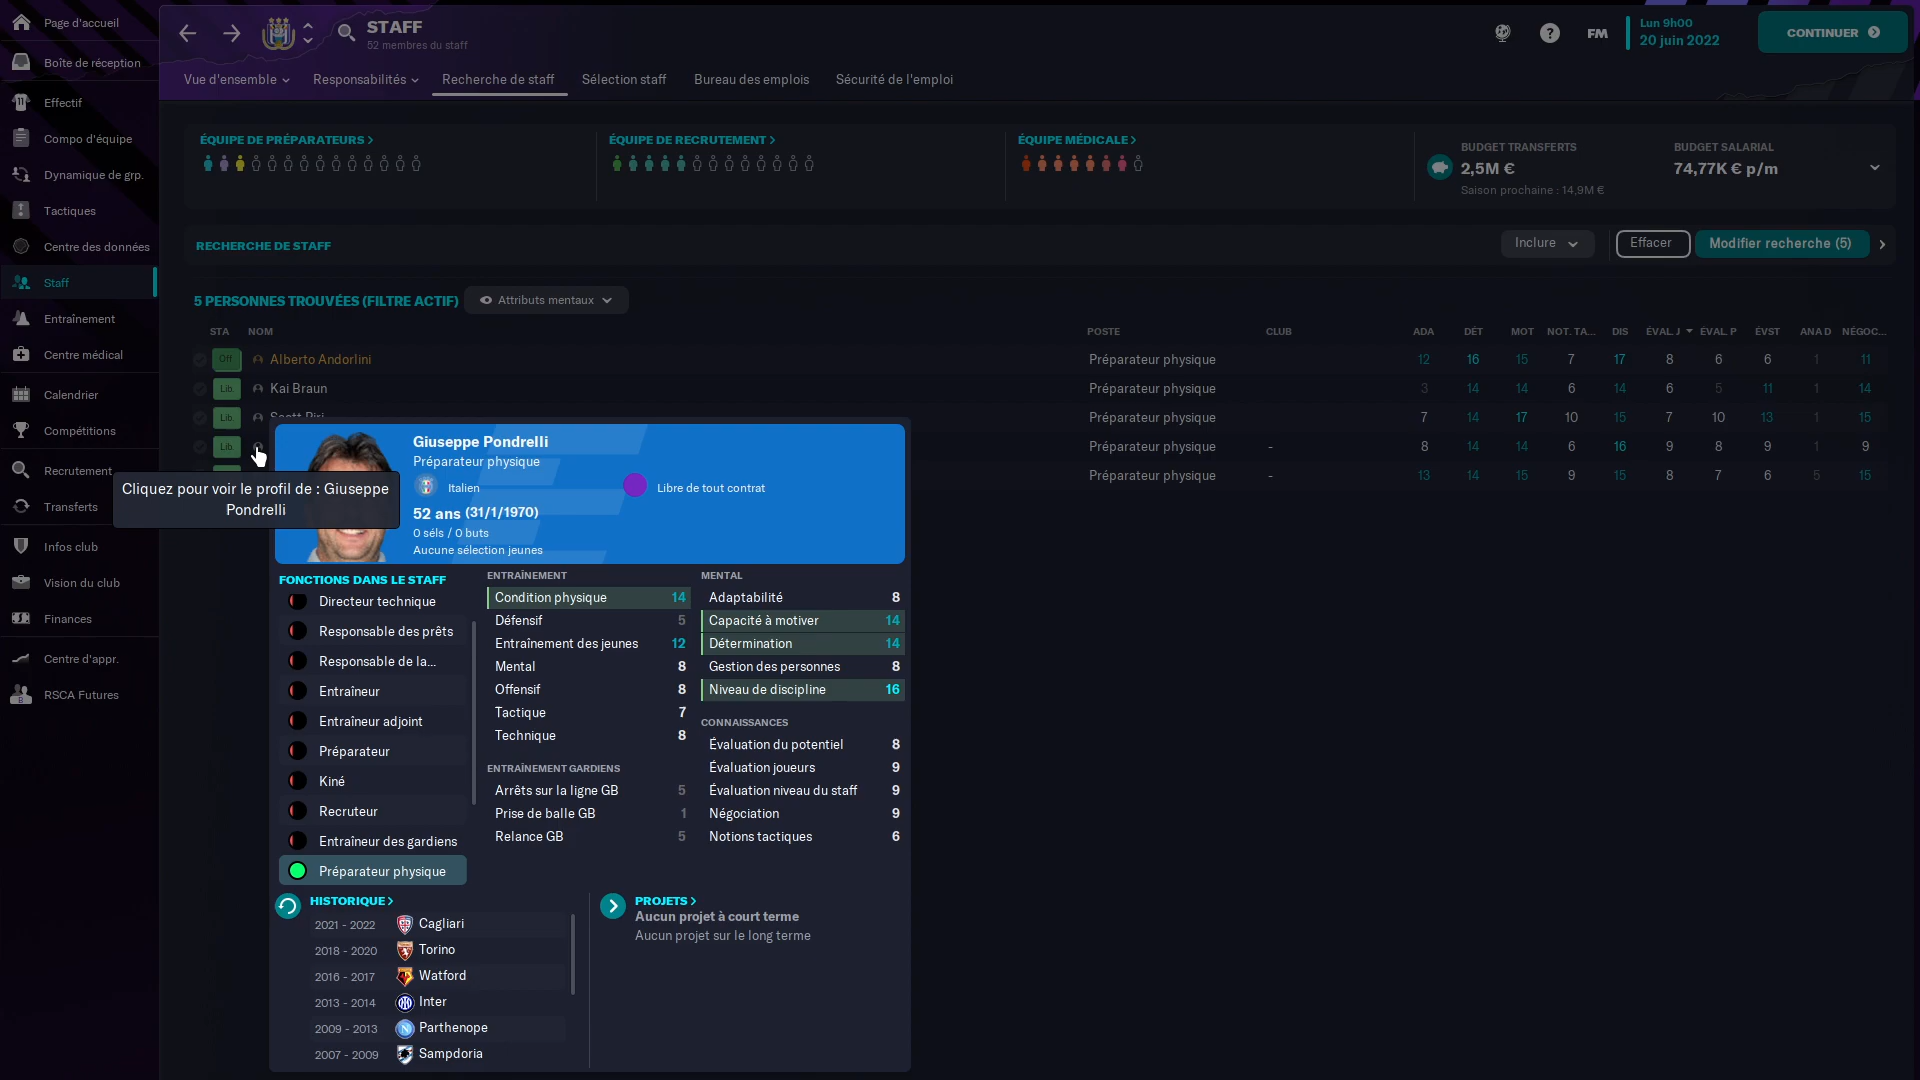 Page d'accueil
Boîte de réception
Effectif
Compo d'équipe
Dynamique de grp.
Tactiques
Centre des données
Staff
Entraînement
Centre médical
Calendrier
Compétitions
Recrutement
Transferts
Infos club
Vision du club
Finances
Centre d'appr.
RSCA Futures
STAFF
52 membres du staff
FM
Lun 9h00
20 juin 2022
CONTINUER
Vue d'ensemble
Responsabilités
Recherche de staff
Sélection staff
Bureau des emplois
Sécurité de l'emploi
ÉQUIPE DE PRÉPARATEURS >
ÉQUIPE DE RECRUTEMENT >
ÉQUIPE MÉDICALE >
BUDGET TRANSFERTS
2,5M €
Saison prochaine : 14,9M €
BUDGET SALARIAL
74,77K € p/m
RECHERCHE DE STAFF
Inclure
Effacer
Modifier recherche (5)
5 PERSONNES TROUVÉES (FILTRE ACTIF)
Attributs mentaux
STA NOM POSTE CLUB ADA DÉT MOT NOT. TA... DIS ÉVAL J ÉVAL P ÉVST ANA D NÉGOC...
Off Alberto Andorlini Préparateur physique 12 16 15 7 17 8 6 6 1 11
Lib. Kai Braun Préparateur physique 3 14 14 6 14 6 5 11 1 14
Lib. Scott Piri Préparateur physique 7 14 17 10 15 7 10 13 1 15
Lib. Préparateur physique - 8 14 14 6 16 9 8 9 1 9
Préparateur physique - 13 14 15 9 15 8 7 6 5 15
Cliquez pour voir le profil de : Giuseppe
Pondrelli
Giuseppe Pondrelli
Préparateur physique
Italien
Libre de tout contrat
52 ans (31/1/1970)
0 séls / 0 buts
Aucune sélection jeunes
FONCTIONS DANS LE STAFF
Directeur technique
Responsable des prêts
Responsable de la...
Entraîneur
Entraîneur adjoint
Préparateur
Kiné
Recruteur
Entraîneur des gardiens
Préparateur physique
ENTRAÎNEMENT
Condition physique 14
Défensif 5
Entraînement des jeunes 12
Mental 8
Offensif 8
Tactique 7
Technique 8
ENTRAÎNEMENT GARDIENS
Arrêts sur la ligne GB 5
Prise de balle GB 1
Relance GB 5
MENTAL
Adaptabilité 8
Capacité à motiver 14
Détermination 14
Gestion des personnes 8
Niveau de discipline 16
CONNAISSANCES
Évaluation du potentiel 8
Évaluation joueurs 9
Évaluation niveau du staff 9
Négociation 9
Notions tactiques 6
HISTORIQUE >
2021 - 2022 Cagliari
2018 - 2020 Torino
2016 - 2017 Watford
2013 - 2014 Inter
2009 - 2013 Parthenope
2007 - 2009 Sampdoria
PROJETS >
Aucun projet à court terme
Aucun projet sur le long terme